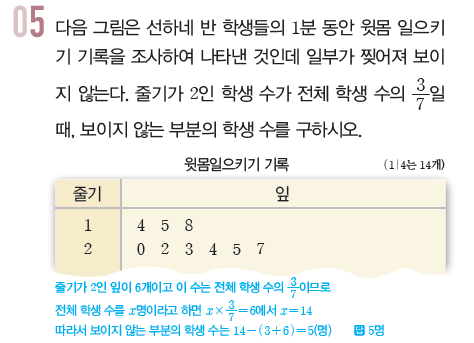 05 다음 그림은 선하네 반 학생들의 1분 동안 윗몸 일으키
기 기록을 조사하여 나타낸 것인데 일부가 찢어져 보이
지 않는다. 줄기가 2인 학생 수가 전체 학생 수의 3/7일
때, 보이지 않는 부분의 학생 수를 구하시오.
윗몸일으키기 기록 (1|4는 14개)
줄기 잎
1 4 5 8
2 0 2 3 4 5 7
줄기가 2인 잎이 6개이고 이 수는 전체 학생 수의 3/7이므로
전체 학생 수를 x명이라고 하면 x×3/7=6에서 x=14
따라서 보이지 않는 부분의 학생 수는 14-(3+6)=5(명) 답 5명